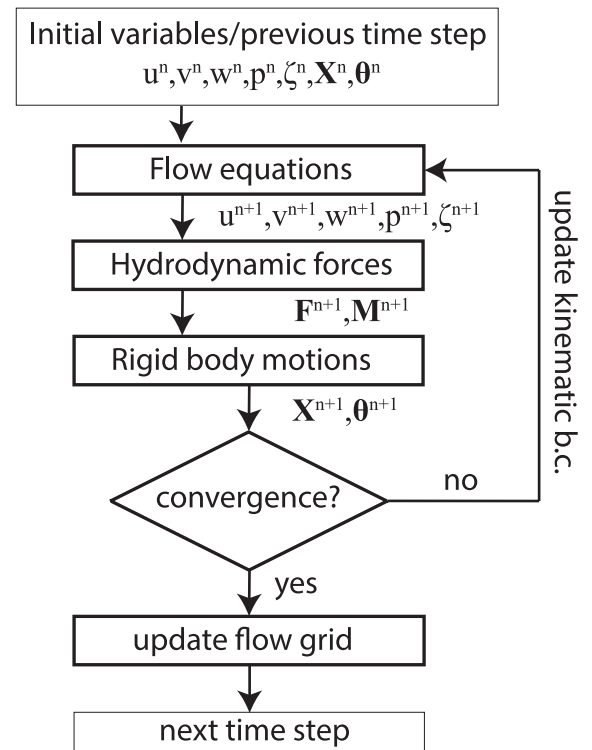 Initial variables/previous time step
uⁿ,vⁿ,wⁿ,pⁿ,ζⁿ,Xⁿ,θⁿ
Flow equations
uⁿ⁺¹,vⁿ⁺¹,wⁿ⁺¹,pⁿ⁺¹,ζⁿ⁺¹
Hydrodynamic forces
Fⁿ⁺¹,Mⁿ⁺¹
Rigid body motions
Xⁿ⁺¹,θⁿ⁺¹
convergence?
no
update kinematic b.c.
yes
update flow grid
next time step